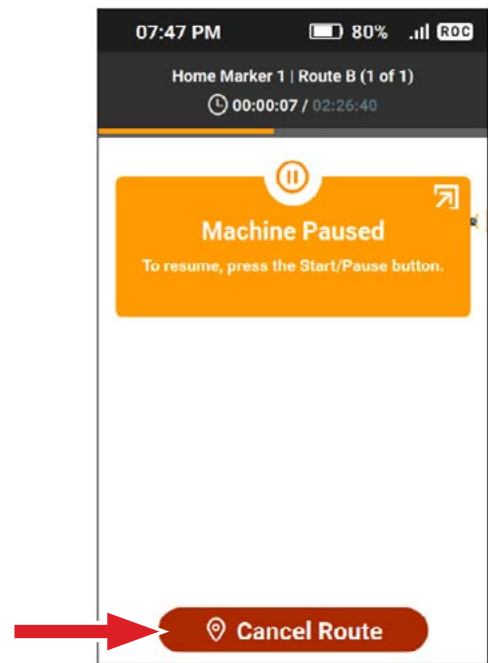 07:47 PM 80% ROC
Home Marker 1 | Route B (1 of 1)
00:00:07 / 02:26:40
Machine Paused
To resume, press the Start/Pause button.
Cancel Route